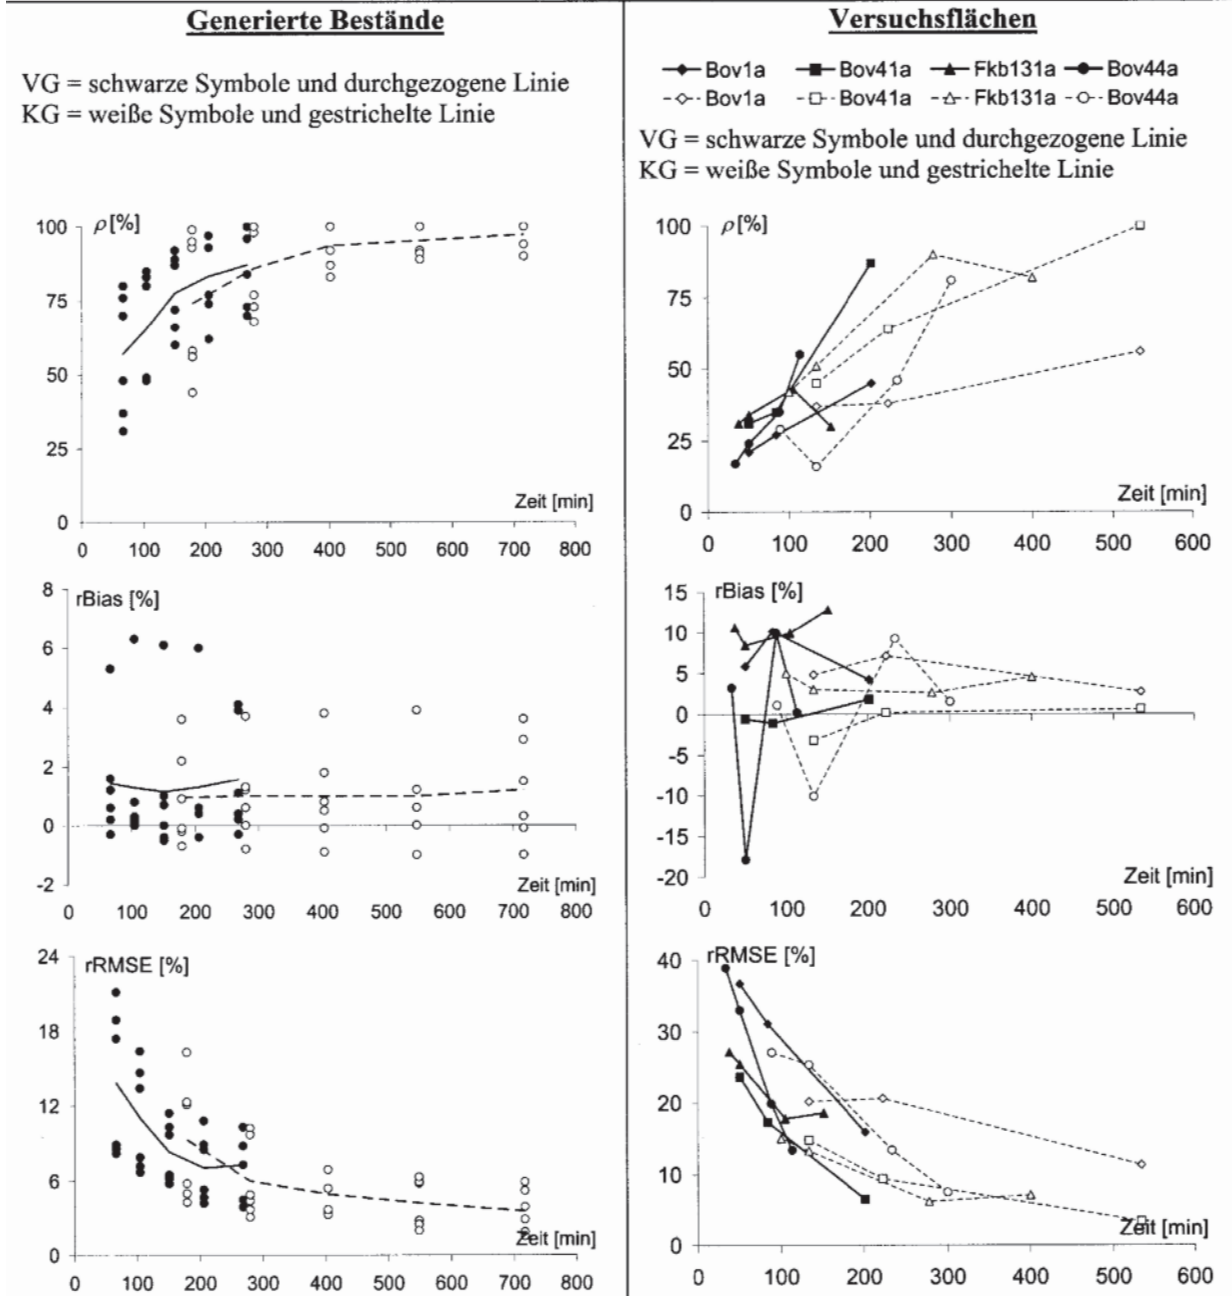 Generierte Bestände
VG = schwarze Symbole und durchgezogene Linie
KG = weiße Symbole und gestrichelte Linie
ρ[%]
100
75
50
25
0
Zeit [min]
0 100 200 300 400 500 600 700 800
rBias [%]
8
6
4
2
0
-2
Zeit [min]
0 100 200 300 400 500 600 700 800
rRMSE [%]
24
18
12
6
0
Zeit [min]
0 100 200 300 400 500 600 700 800
Versuchsflächen
Bov1a Bov41a Fkb131a Bov44a
Bov1a Bov41a Fkb131a Bov44a
VG = schwarze Symbole und durchgezogene Linie
KG = weiße Symbole und gestrichelte Linie
ρ[%]
100
75
50
25
0
Zeit [min]
0 100 200 300 400 500 600
rBias [%]
15
10
5
0
-5
-10
-15
-20
Zeit [min]
0 100 200 300 400 500 600
rRMSE [%]
40
30
20
10
0
Zeit [min]
0 100 200 300 400 500 600